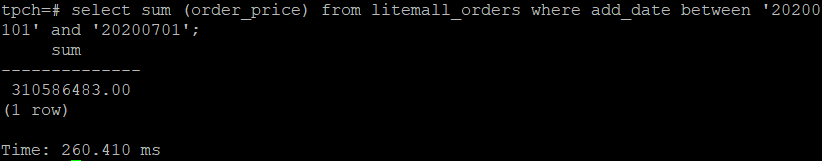 tpch=# select sum (order_price) from litemall_orders where add_date between '20200
101' and '20200701';
     sum
--------------
 310586483.00
(1 row)

Time: 260.410 ms